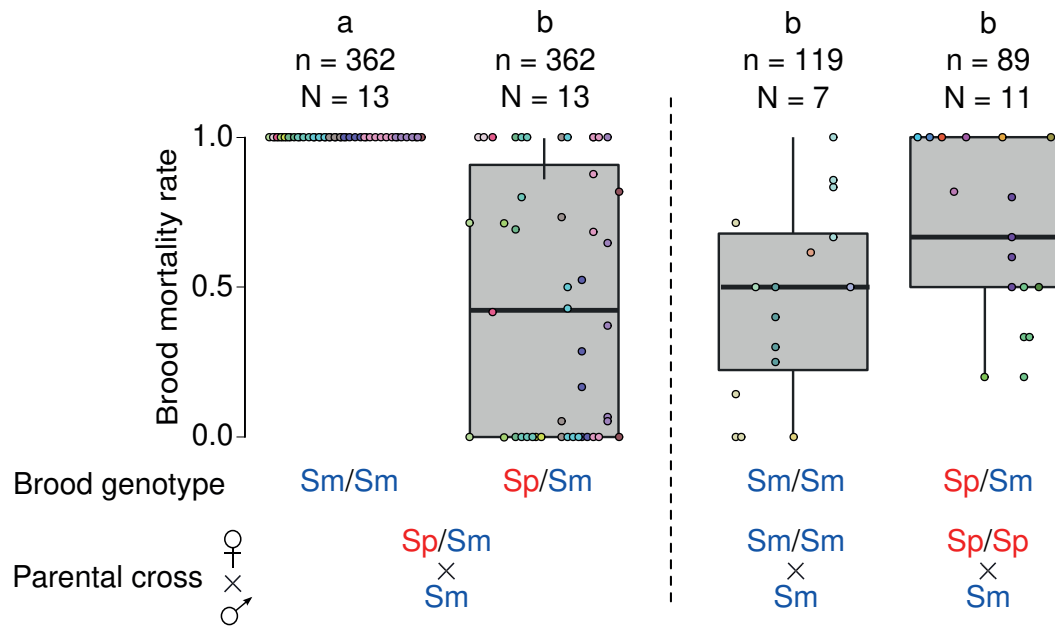 a b b b
n = 362 n = 362 n = 119 n = 89
N = 13 N = 13 N = 7 N = 11
Brood mortality rate
1.0
0.5
0.0
Brood genotype Sm/Sm Sp/Sm Sm/Sm Sp/Sm
Parental cross ♀ × ♂
Sp/Sm Sm/Sm Sp/Sp
× × ×
Sm Sm Sm